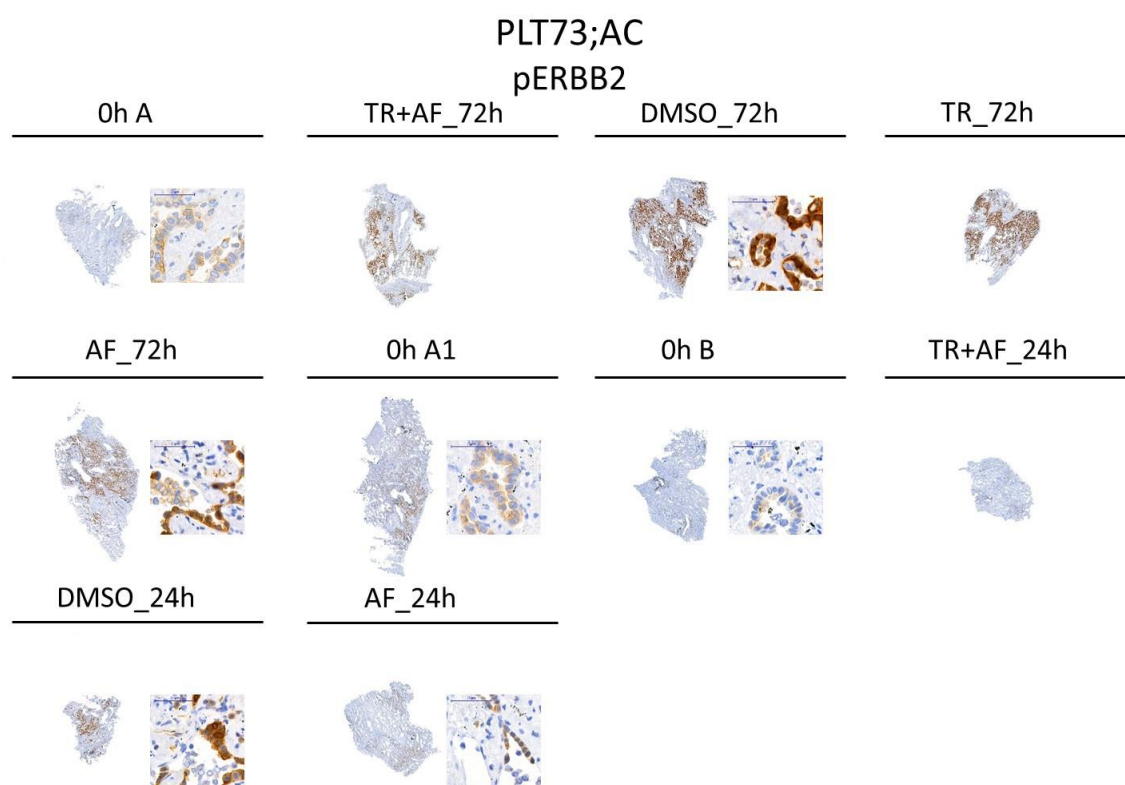 PLT73;AC
pERBB2
0h A TR+AF_72h DMSO_72h TR_72h
AF_72h 0h A1 0h B TR+AF_24h
DMSO_24h AF_24h